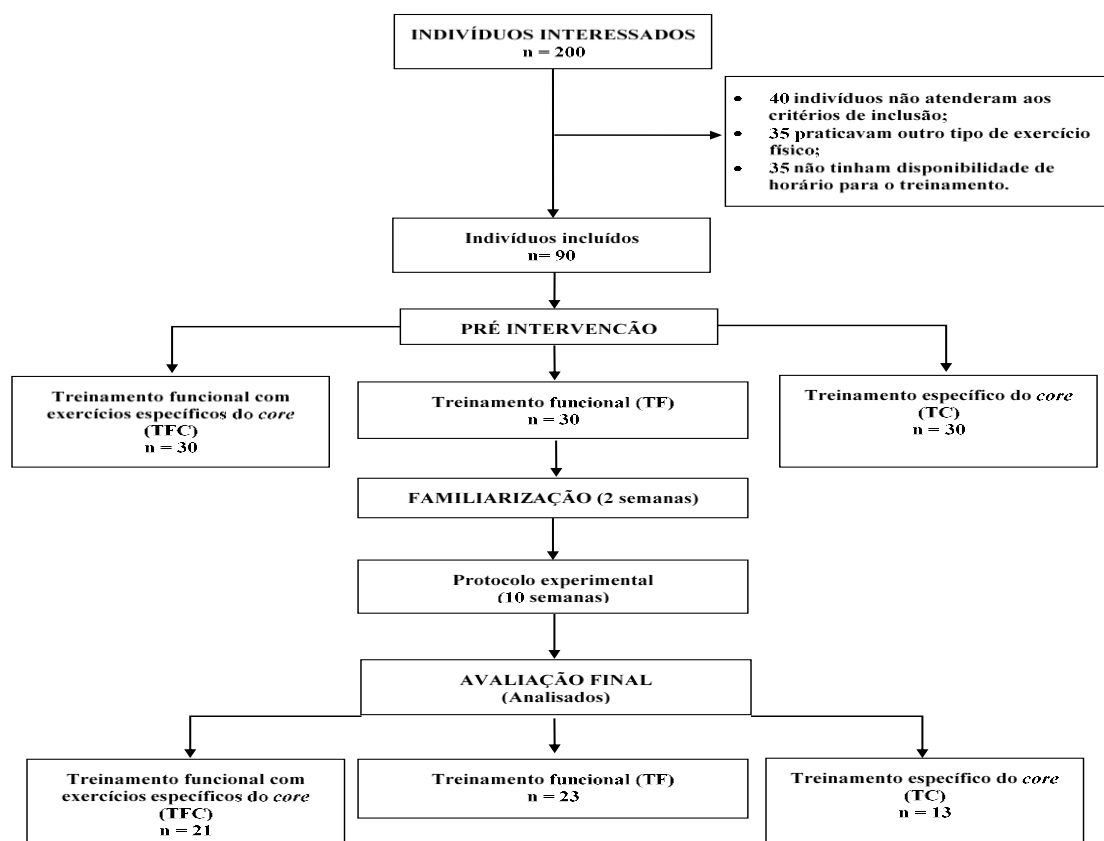 INDIVÍDUOS INTERESSADOS
n = 200
• 40 indivíduos não atenderam aos
critérios de inclusão;
• 35 praticavam outro tipo de exercício
físico;
• 35 não tinham disponibilidade de
horário para o treinamento.
Indivíduos incluídos
n= 90
PRÉ INTERVENCÃO
Treinamento funcional com
exercícios específicos do core
(TFC)
n = 30
Treinamento funcional (TF)
n = 30
Treinamento específico do core
(TC)
n = 30
FAMILIARIZAÇÃO (2 semanas)
Protocolo experimental
(10 semanas)
AVALIAÇÃO FINAL
(Analisados)
Treinamento funcional com
exercícios específicos do core
(TFC)
n = 21
Treinamento funcional (TF)
n = 23
Treinamento específico do core
(TC)
n = 13